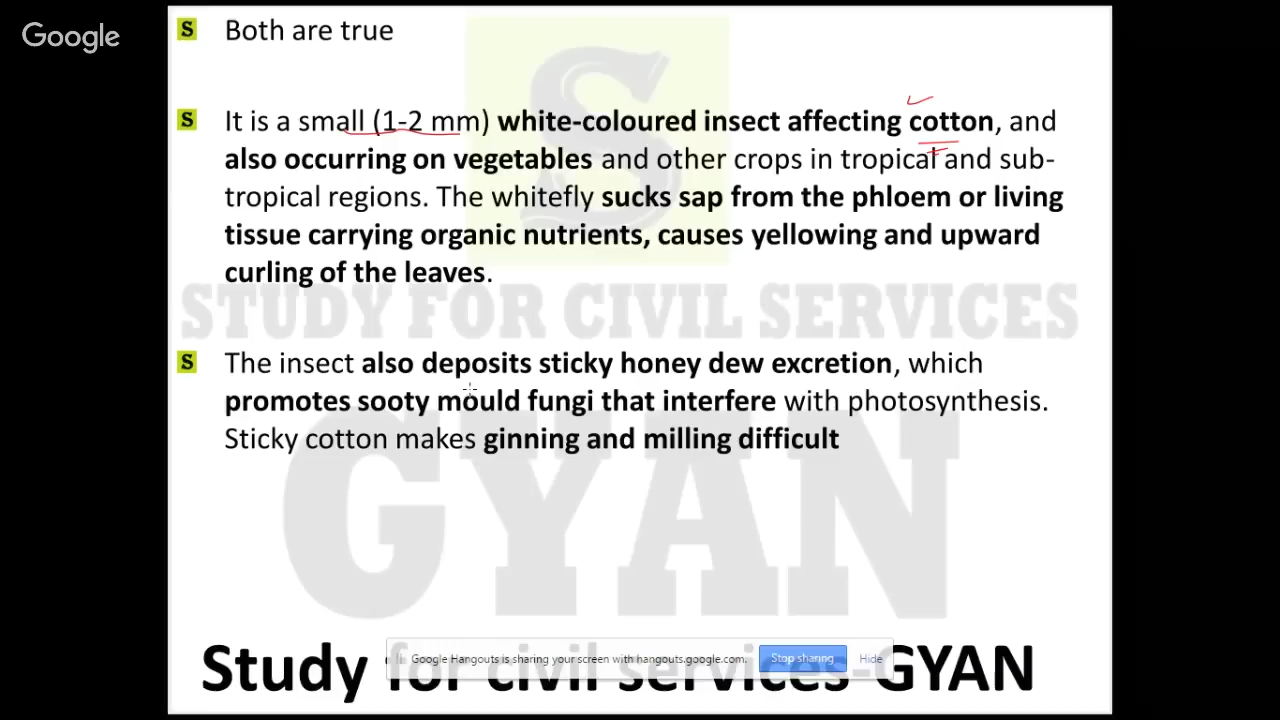 Google
S Both are true
S It is a small (1-2 mm) white-coloured insect affecting cotton, and
also occurring on vegetables and other crops in tropical and sub-
tropical regions. The whitefly sucks sap from the phloem or living
tissue carrying organic nutrients, causes yellowing and upward
curling of the leaves.
S
STUDY FOR CIVIL SERVICES
S The insect also deposits sticky honey dew excretion, which
promotes sooty mould fungi that interfere with photosynthesis.
Sticky cotton makes ginning and milling difficult
GYAN
Google Hangouts is sharing your screen with hangouts.google.com. Stop sharing Hide
Study for civil services-GYAN